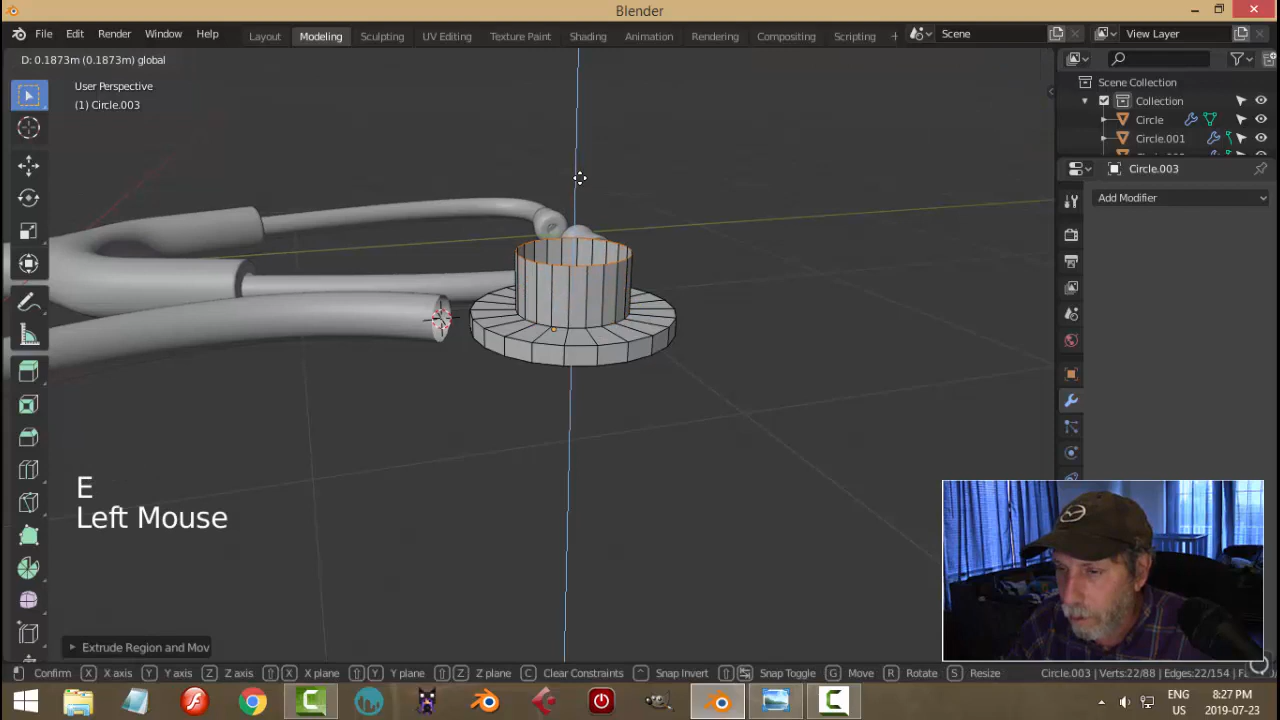 Blender
File Edit Render Window Help Layout Modeling Sculpting UV Editing Texture Paint Shading Animation Rendering Compositing Scripting + Scene View Layer
D: 0.1873m (0.1873m) global
User Perspective
(1) Circle.003
Scene Collection
Collection
Circle
Circle.001
Circle.003
Add Modifier
E
Left Mouse
Extrude Region and Mov
Confirm X X axis Y Y axis Z Z axis X X plane Y Y plane Z Z plane C Clear Constraints Snap Invert Snap Toggle G Move R Rotate S Resize Circle.003 | Verts:22/88 | Edges:22/154 |
ENG 8:27 PM
US 2019-07-23